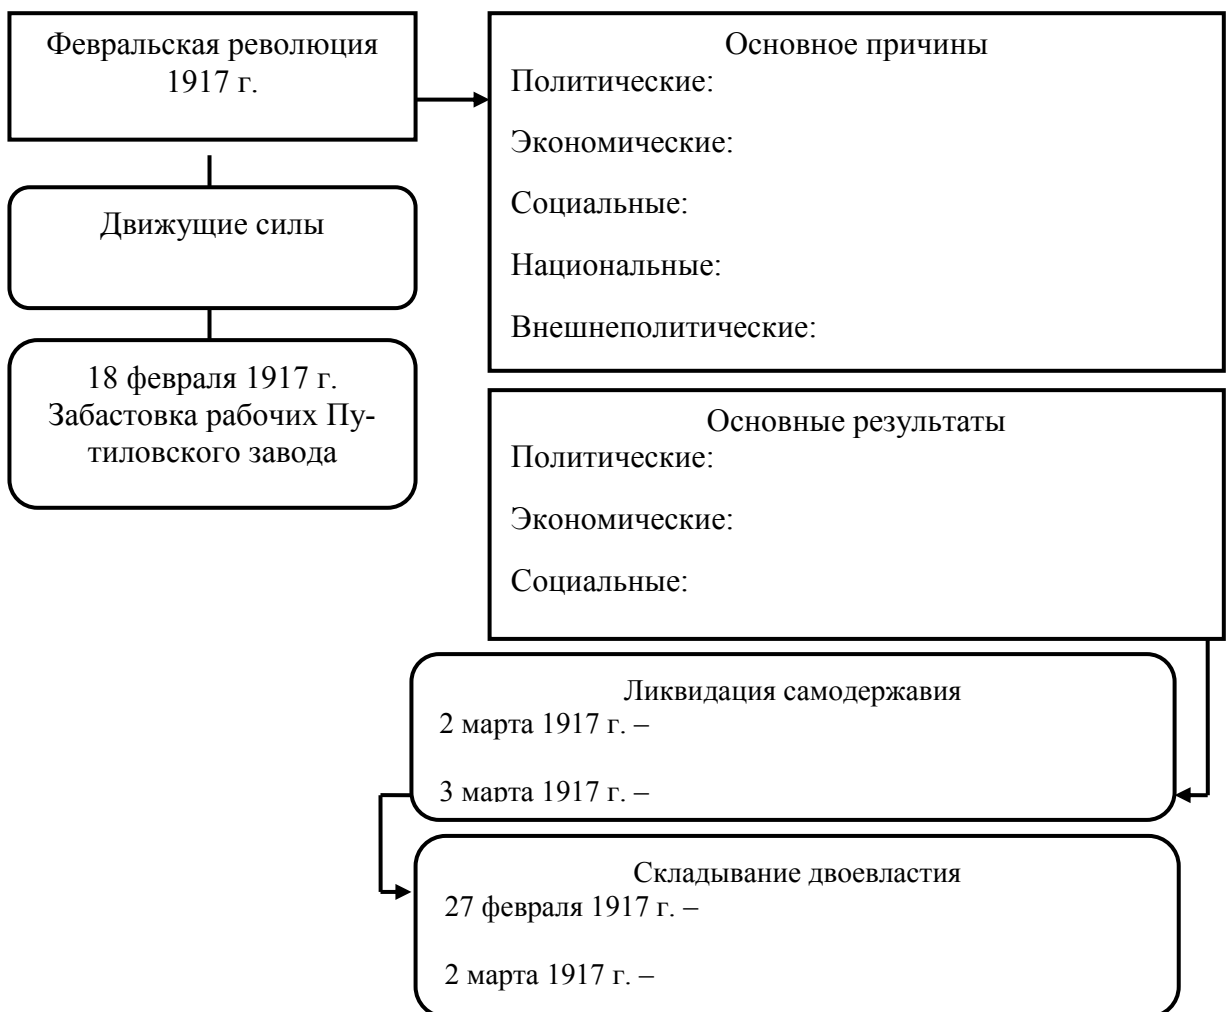 Февральская революция
1917 г.
Движущие силы
18 февраля 1917 г.
Забастовка рабочих Пу-
тиловского завода
Основное причины
Политические:
Экономические:
Социальные:
Национальные:
Внешнеполитические:
Основные результаты
Политические:
Экономические:
Социальные:
Ликвидация самодержавия
2 марта 1917 г. –
3 марта 1917 г. –
Складывание двоевластия
27 февраля 1917 г. –
2 марта 1917 г. –